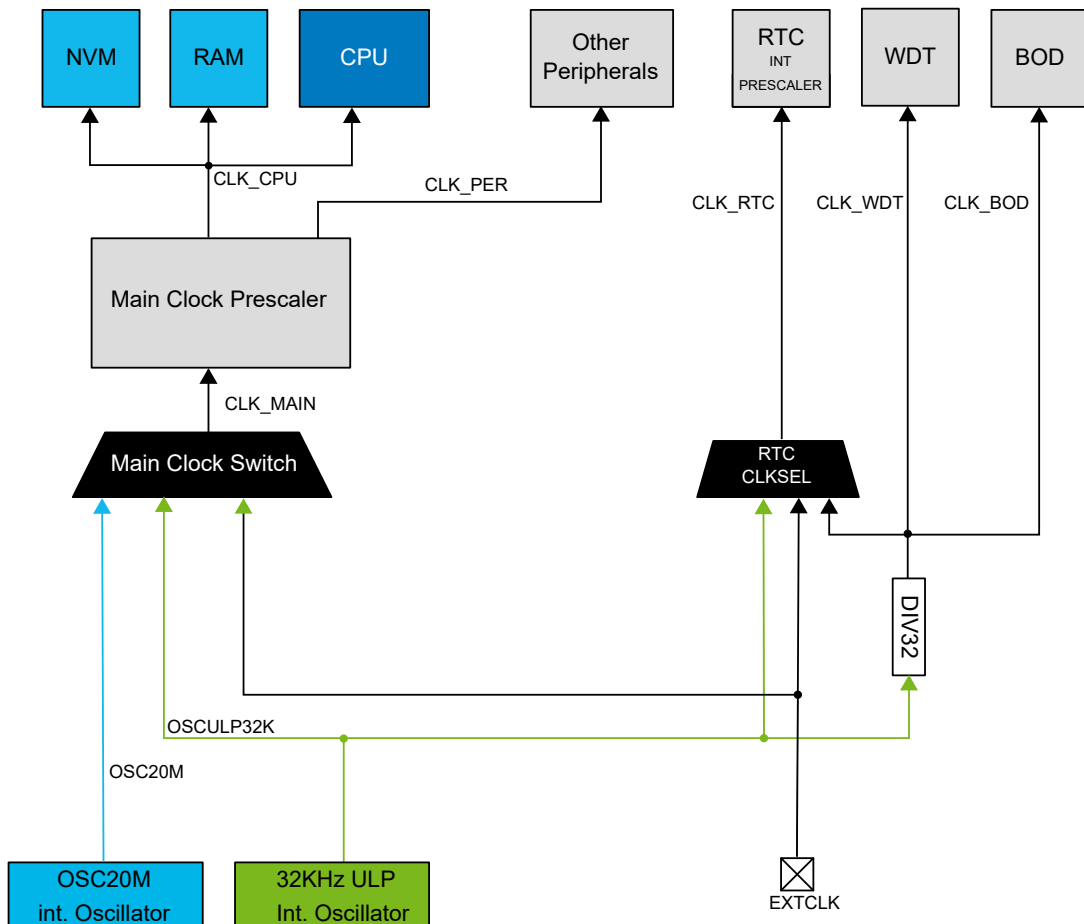 NVM
RAM
CPU
Other
Peripherals
RTC
INT
PRESCALER
WDT
BOD
CLK_CPU
CLK_PER
CLK_RTC
CLK_WDT
CLK_BOD
Main Clock Prescaler
CLK_MAIN
Main Clock Switch
RTC
CLKSEL
DIV32
OSCULP32K
OSC20M
OSC20M
int. Oscillator
32KHz ULP
Int. Oscillator
EXTCLK